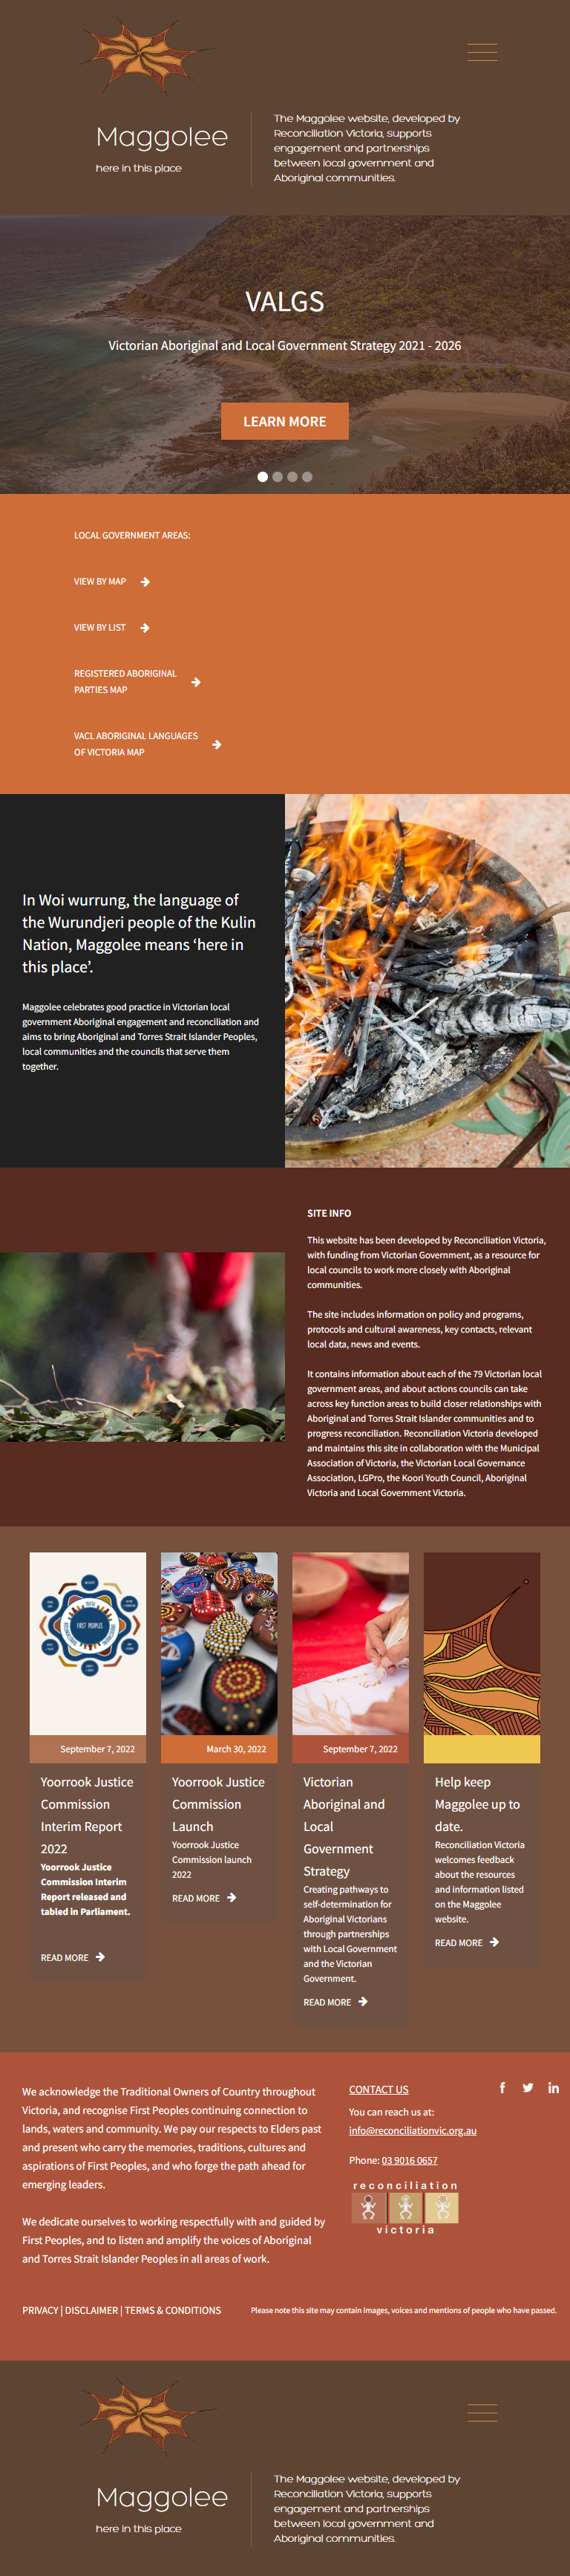 Maggolee
here in this place
The Maggolee website, developed by
Reconciliation Victoria, supports
engagement and partnerships
between local government and
Aboriginal communities.
VALGS
Victorian Aboriginal and Local Government Strategy 2021 - 2026
LEARN MORE
LOCAL GOVERNMENT AREAS:
VIEW BY MAP
VIEW BY LIST
REGISTERED ABORIGINAL
PARTIES MAP
VACL ABORIGINAL LANGUAGES
OF VICTORIA MAP
In Woi wurrung, the language of
the Wurundjeri people of the Kulin
Nation, Maggolee means ‘here in
this place’.
Maggolee celebrates good practice in Victorian local
government Aboriginal engagement and reconciliation and
aims to bring Aboriginal and Torres Strait Islander Peoples,
local communities and the councils that serve them
together.
SITE INFO
This website has been developed by Reconciliation Victoria,
with funding from Victorian Government, as a resource for
local councils to work more closely with Aboriginal
communities.
The site includes information on policy and programs,
protocols and cultural awareness, key contacts, relevant
local data, news and events.
It contains information about each of the 79 Victorian local
government areas, and about actions councils can take
across key function areas to build closer relationships with
Aboriginal and Torres Strait Islander communities and to
progress reconciliation. Reconciliation Victoria developed
and maintains this site in collaboration with the Municipal
Association of Victoria, the Victorian Local Governance
Association, LGPro, the Koori Youth Council, Aboriginal
Victoria and Local Government Victoria.
FIRST PEOPLES
September 7, 2022
Yoorrook Justice
Commission
Interim Report
2022
Yoorrook Justice
Commission Interim
Report released and
tabled in Parliament.
READ MORE
March 30, 2022
Yoorrook Justice
Commission
Launch
Yoorrook Justice
Commission launch
2022
READ MORE
September 7, 2022
Victorian
Aboriginal and
Local
Government
Strategy
Creating pathways to
self-determination for
Aboriginal Victorians
through partnerships
with Local Government
and the Victorian
Government.
READ MORE
Help keep
Maggolee up to
date.
Reconciliation Victoria
welcomes feedback
about the resources
and information listed
on the Maggolee
website.
READ MORE
We acknowledge the Traditional Owners of Country throughout
Victoria, and recognise First Peoples continuing connection to
lands, waters and community. We pay our respects to Elders past
and present who carry the memories, traditions, cultures and
aspirations of First Peoples, and who forge the path ahead for
emerging leaders.
We dedicate ourselves to working respectfully with and guided by
First Peoples, and to listen and amplify the voices of Aboriginal
and Torres Strait Islander Peoples in all areas of work.
CONTACT US
You can reach us at:
info@reconciliationvic.org.au
Phone: 03 9016 0657
reconciliation
victoria
PRIVACY | DISCLAIMER | TERMS & CONDITIONS
Please note this site may contain images, voices and mentions of people who have passed.
Maggolee
here in this place
The Maggolee website, developed by
Reconciliation Victoria, supports
engagement and partnerships
between local government and
Aboriginal communities.